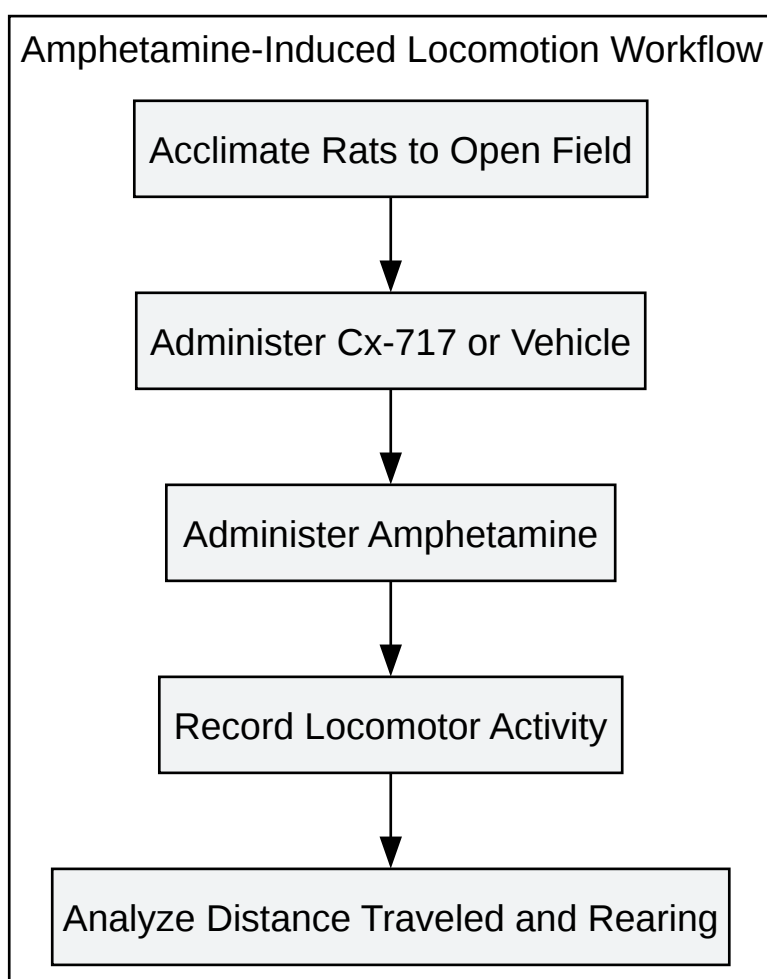 Amphetamine-Induced Locomotion Workflow
Acclimate Rats to Open Field
Administer Cx-717 or Vehicle
Administer Amphetamine
Record Locomotor Activity
Analyze Distance Traveled and Rearing